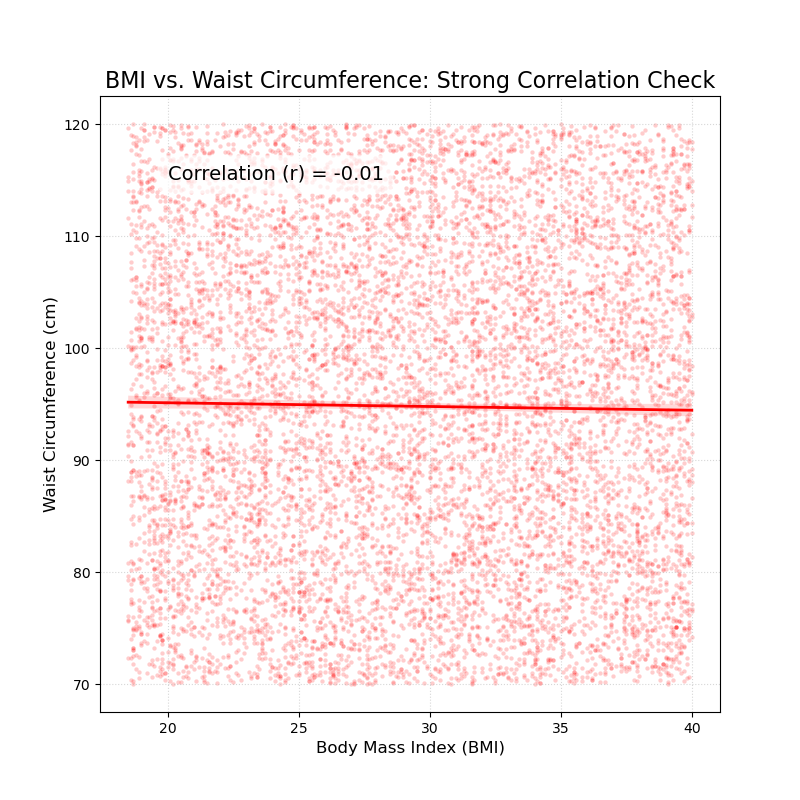 BMI vs. Waist Circumference: Strong Correlation Check
120
Correlation (r) = -0.01
110
100
90
80
70
Waist Circumference (cm)
20 25 30 35 40
Body Mass Index (BMI)